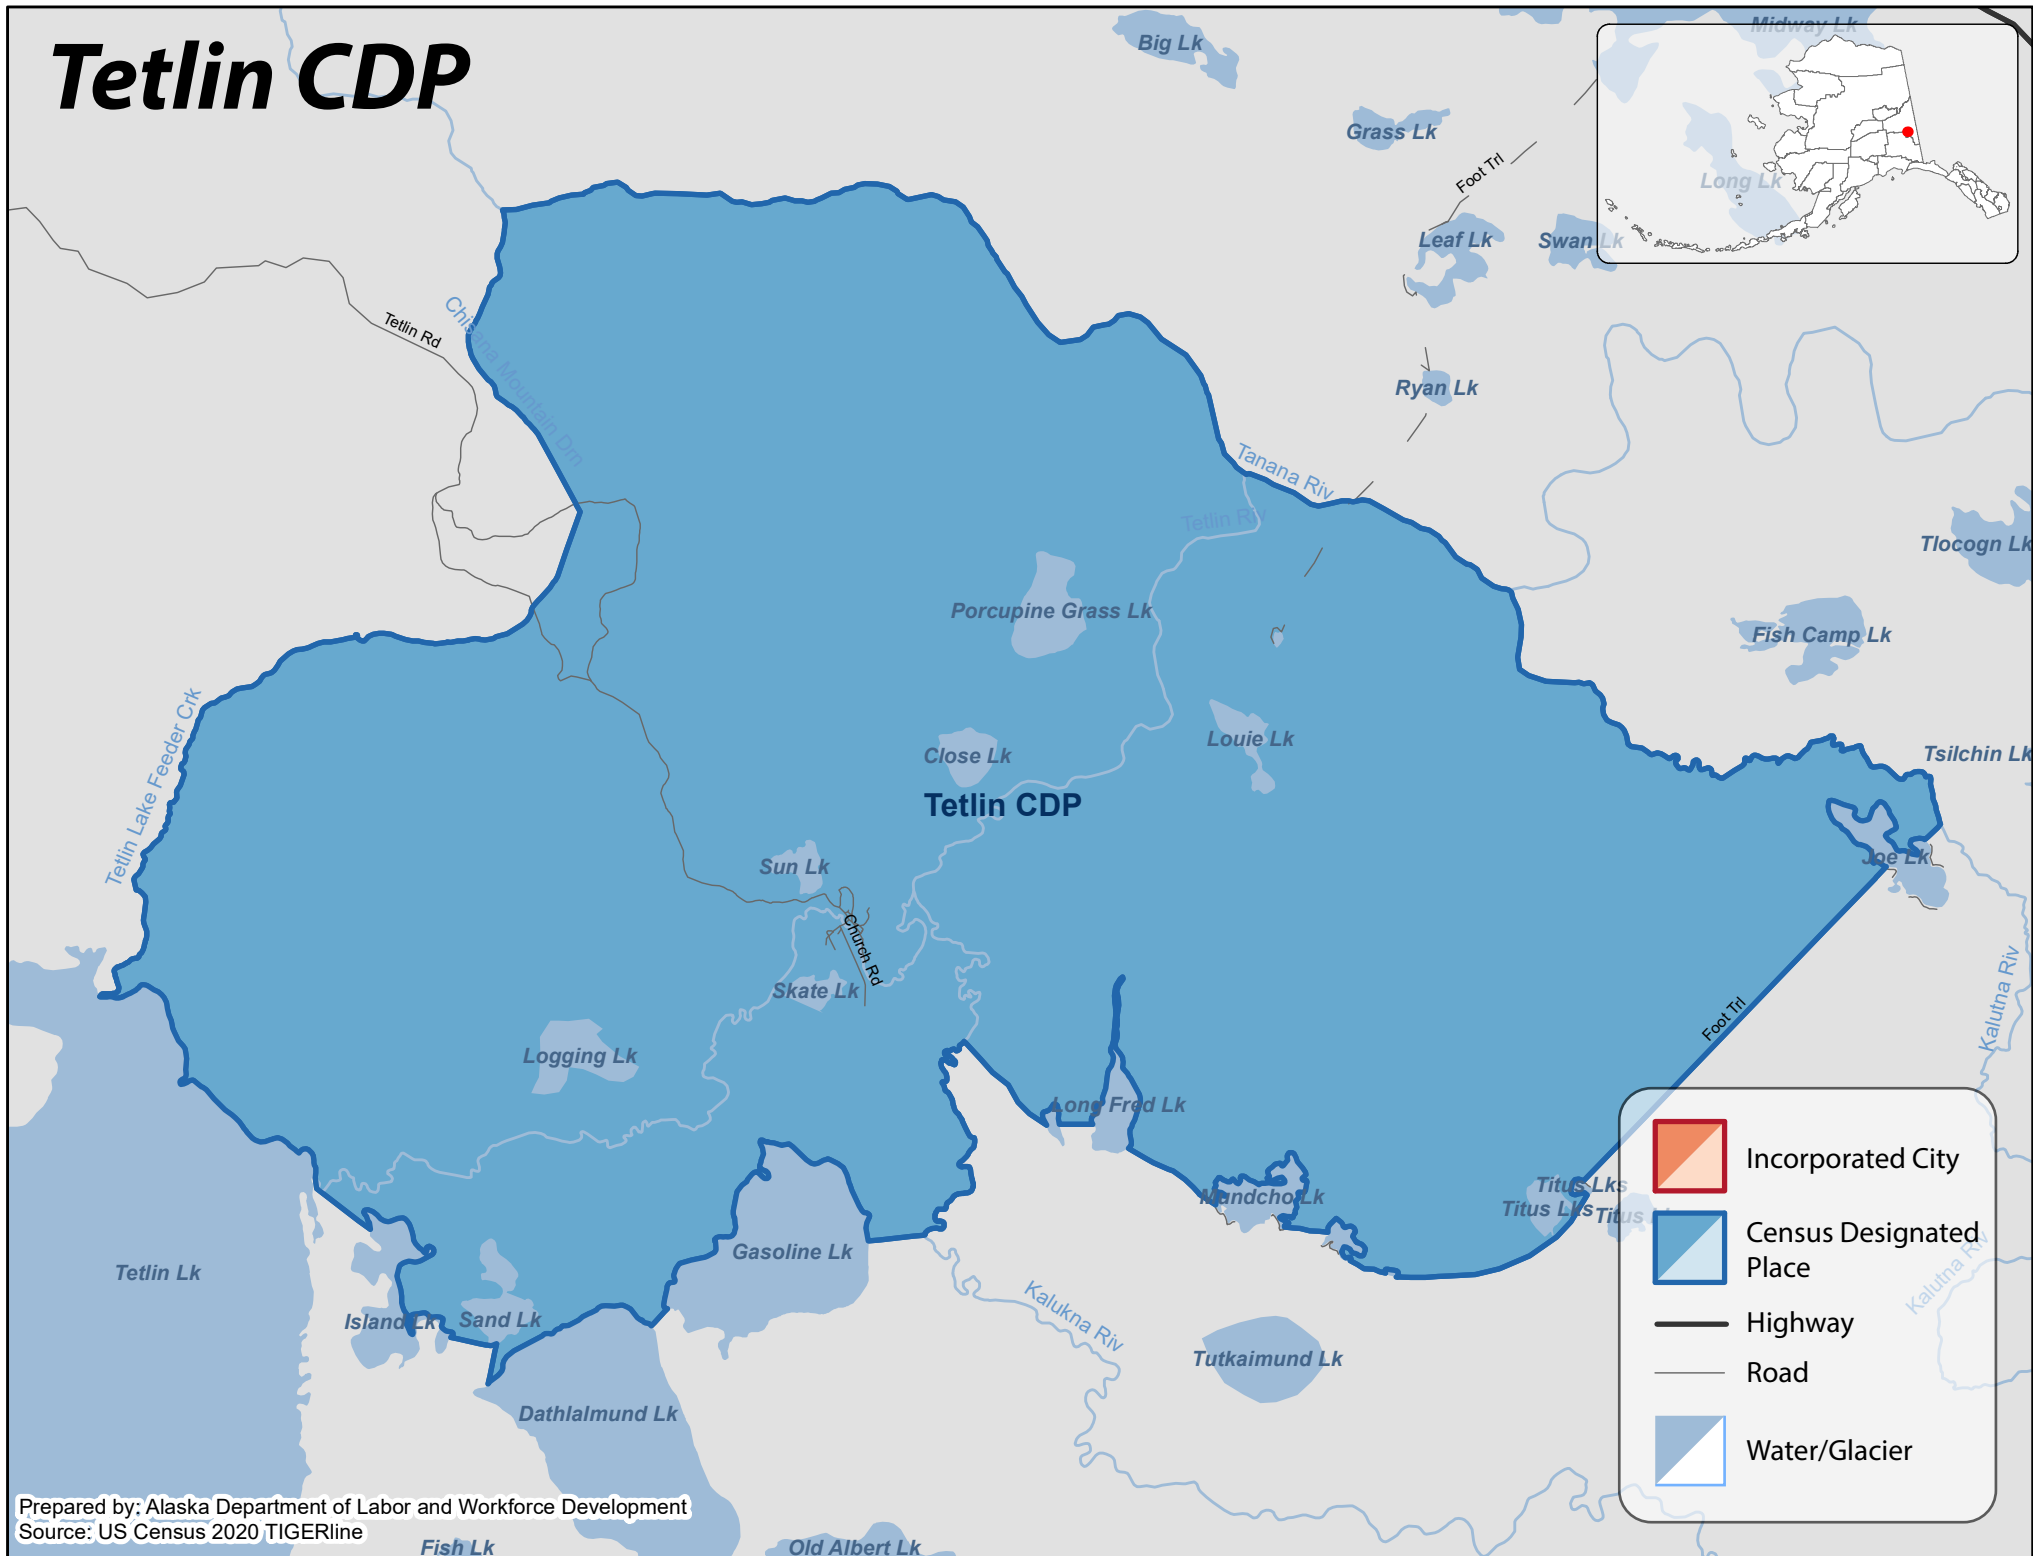 Tetlin CDP
Big Lk
Midway Lk
Grass Lk
Foot Trl
Long Lk
Leaf Lk
Swan Lk
Chisana Mountain Drn
Tetlin Rd
Ryan Lk
Tanana Riv
Tetlin Riv
Tlocogn Lk
Porcupine Grass Lk
Fish Camp Lk
Tetlin Lake Feeder Crk
Louie Lk
Close Lk
Tsilchin Lk
Tetlin CDP
Sun Lk
Joe Lk
Church Rd
Skate Lk
Kalutna Riv
Foot Trl
Logging Lk
Long Fred Lk
Mundcho Lk
Titus Lks
Titus Lks
Titus L
Gasoline Lk
Tetlin Lk
Island Lk
Sand Lk
Kalukna Riv
Kalutna Riv
Tutkaimund Lk
Dathlalmund Lk
Incorporated City
Census Designated
Place
Highway
Road
Water/Glacier
Prepared by: Alaska Department of Labor and Workforce Development
Source: US Census 2020 TIGERline
Fish Lk
Old Albert Lk